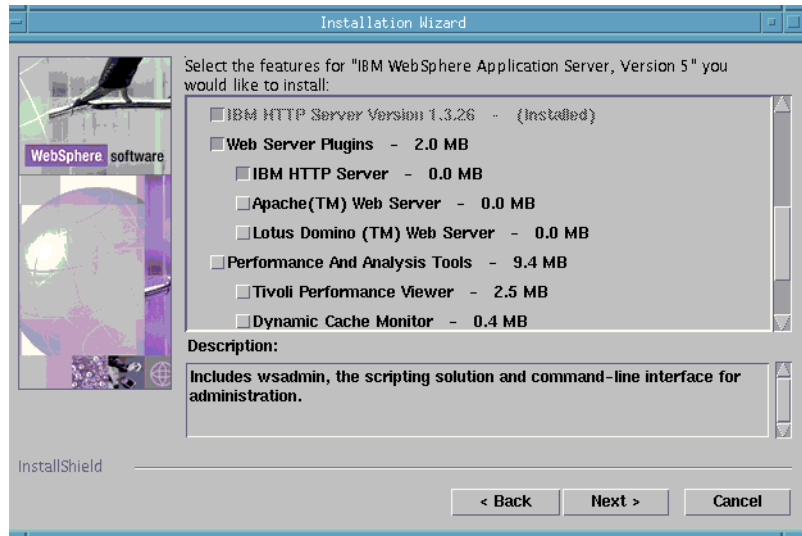 Installation Wizard
Select the features for "IBM WebSphere Application Server, Version 5" you
would like to install:
IBM HTTP Server Version 1.3.26 - (Installed)
Web Server Plugins - 2.0 MB
IBM HTTP Server - 0.0 MB
Apache(TM) Web Server - 0.0 MB
Lotus Domino (TM) Web Server - 0.0 MB
Performance And Analysis Tools - 9.4 MB
Tivoli Performance Viewer - 2.5 MB
Dynamic Cache Monitor - 0.4 MB
WebSphere software
Description:
Includes wsadmin, the scripting solution and command-line interface for
administration.
InstallShield
< Back
Next >
Cancel